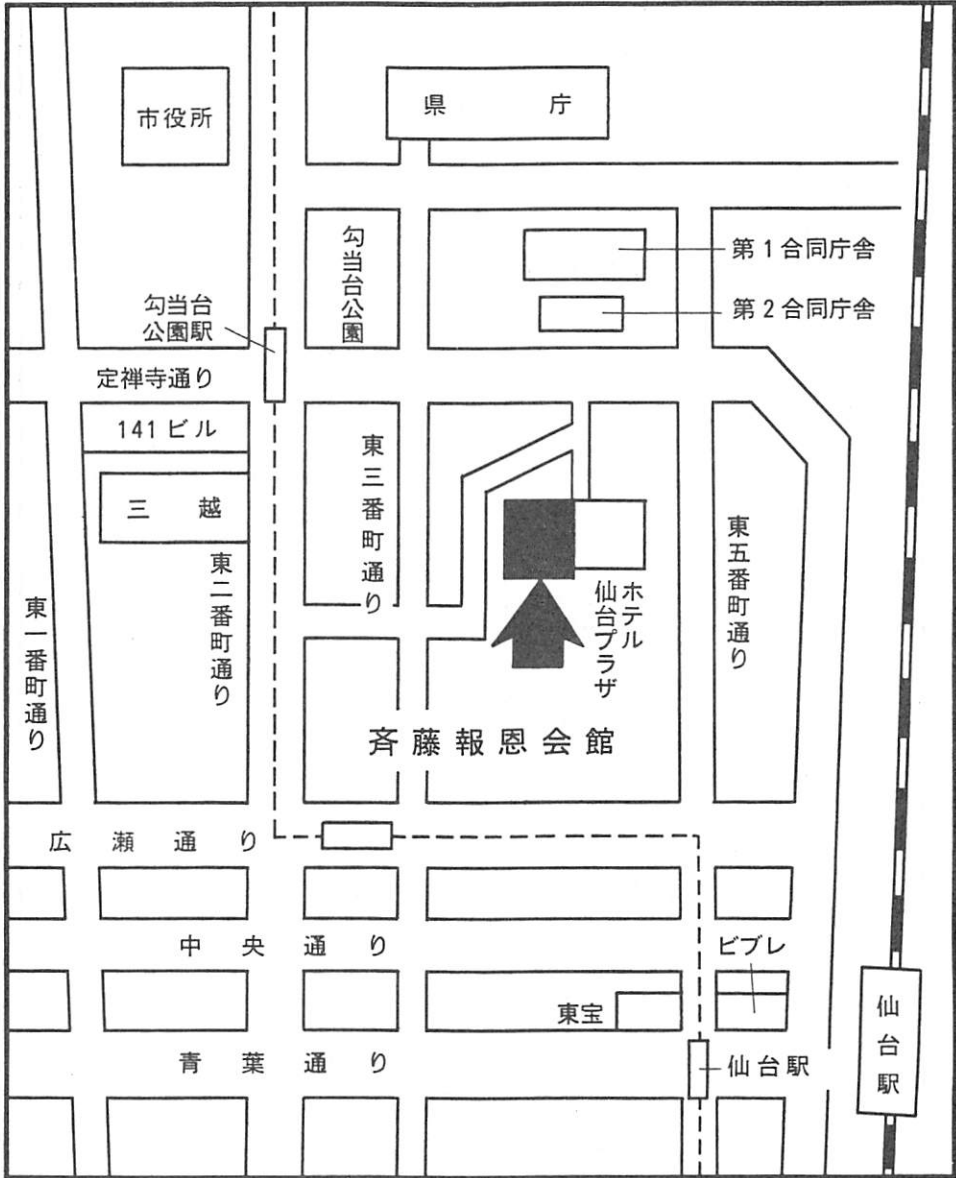 県庁
市役所
勾当台公園
第1合同庁舎
第2合同庁舎
勾当台
公園駅
定禅寺通り
141ビル
三越
東三番町通り
東二番町通り
東一番町通り
東五番町通り
ホテル
仙台プラザ
斉藤報恩会館
広瀬通り
中央通り
ビブレ
東宝
青葉通り
仙台駅
仙台駅